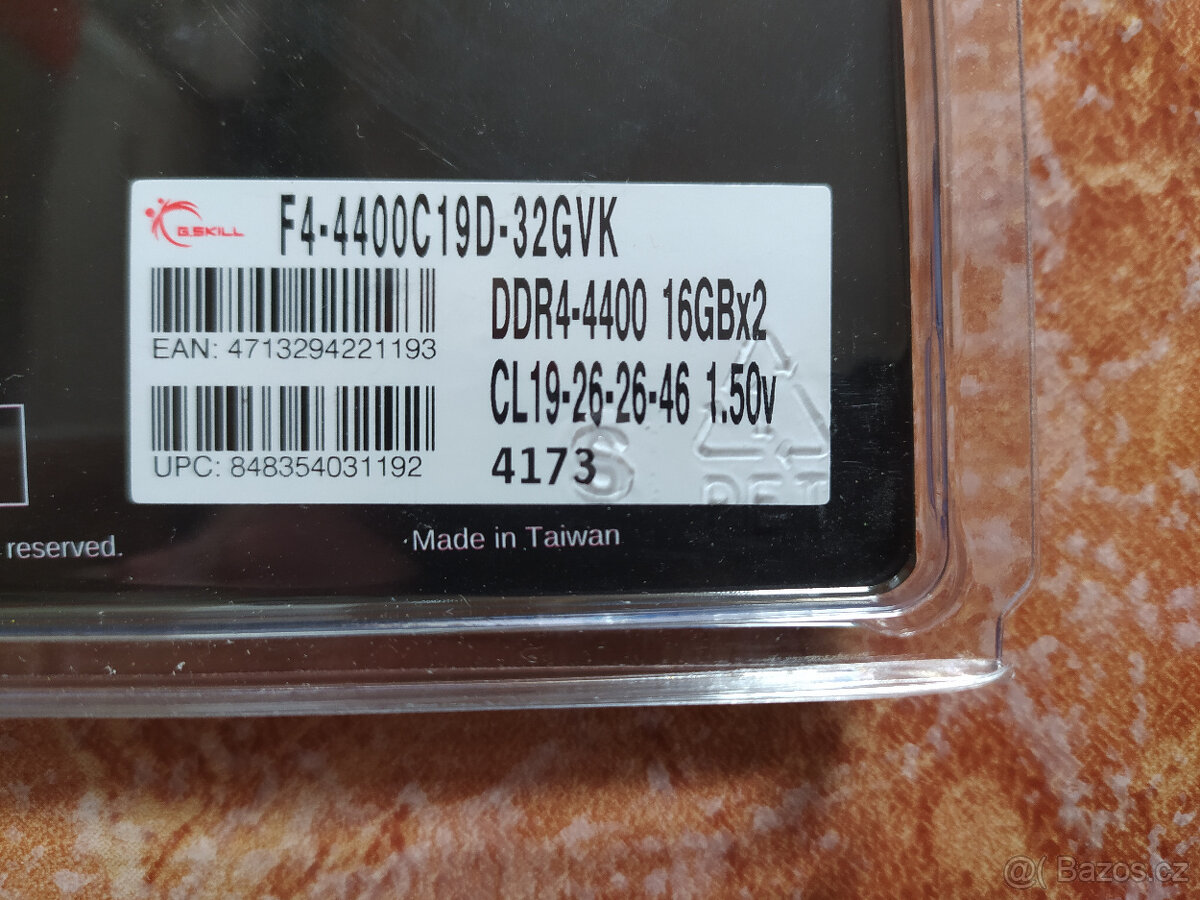 G.SKILL
F4-4400C19D-32GVK
DDR4-4400 16GBx2
EAN: 4713294221193
CL19-26-26-46 1.50v
UPC: 848354031192
4173
S
PET
reserved.
Made in Taiwan
@( Bazos.cz